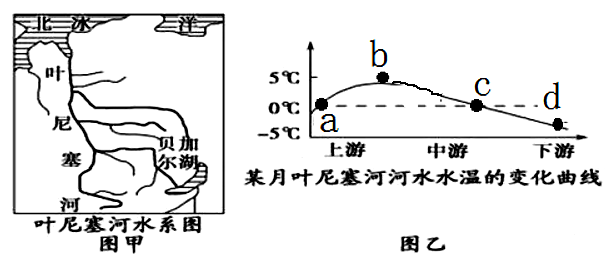 北冰洋
叶尼塞河
贝加
尔湖
叶尼塞河水系图
图甲
5℃
0℃
-5℃
a
b
c
d
上游
中游
下游
某月叶尼塞河河水水温的变化曲线
图乙